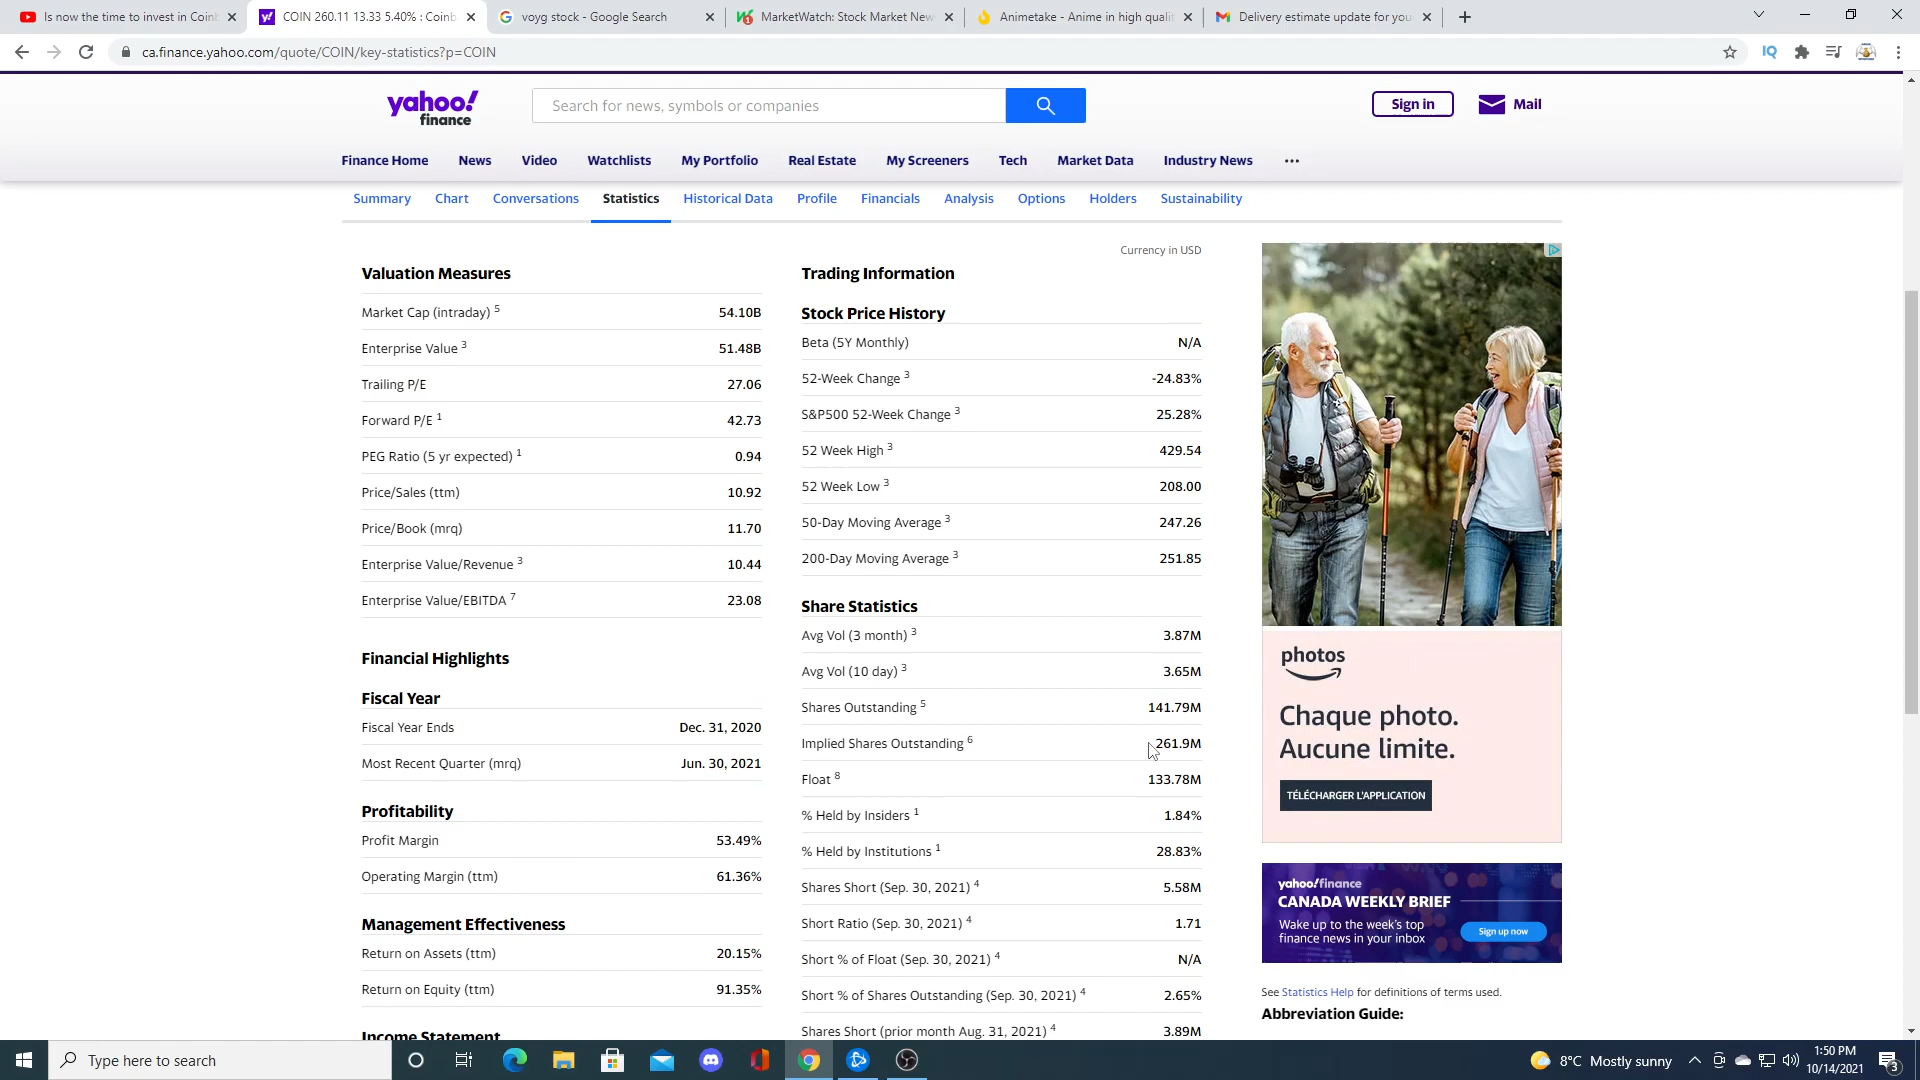 Is now the time to invest in Coinb
COIN 260.11 13.33 5.40% : Coinb
voyg stock - Google Search
MarketWatch: Stock Market New
Animetake - Anime in high quali
Delivery estimate update for you
ca.finance.yahoo.com/quote/COIN/key-statistics?p=COIN
IQ
yahoo!
finance
Search for news, symbols or companies
Sign in
Mail
Finance Home News Video Watchlists My Portfolio Real Estate My Screeners Tech Market Data Industry News ...
Summary Chart Conversations Statistics Historical Data Profile Financials Analysis Options Holders Sustainability
Currency in USD
Valuation Measures
Market Cap (intraday) 5 54.10B
Enterprise Value 3 51.48B
Trailing P/E 27.06
Forward P/E 1 42.73
PEG Ratio (5 yr expected) 1 0.94
Price/Sales (ttm) 10.92
Price/Book (mrq) 11.70
Enterprise Value/Revenue 3 10.44
Enterprise Value/EBITDA 7 23.08
Financial Highlights
Fiscal Year
Fiscal Year Ends Dec. 31, 2020
Most Recent Quarter (mrq) Jun. 30, 2021
Profitability
Profit Margin 53.49%
Operating Margin (ttm) 61.36%
Management Effectiveness
Return on Assets (ttm) 20.15%
Return on Equity (ttm) 91.35%
Income Statement
Trading Information
Stock Price History
Beta (5Y Monthly) N/A
52-Week Change 3 -24.83%
S&P500 52-Week Change 3 25.28%
52 Week High 3 429.54
52 Week Low 3 208.00
50-Day Moving Average 3 247.26
200-Day Moving Average 3 251.85
Share Statistics
Avg Vol (3 month) 3 3.87M
Avg Vol (10 day) 3 3.65M
Shares Outstanding 5 141.79M
Implied Shares Outstanding 6 261.9M
Float 8 133.78M
% Held by Insiders 1 1.84%
% Held by Institutions 1 28.83%
Shares Short (Sep. 30, 2021) 4 5.58M
Short Ratio (Sep. 30, 2021) 4 1.71
Short % of Float (Sep. 30, 2021) 4 N/A
Short % of Shares Outstanding (Sep. 30, 2021) 4 2.65%
Shares Short (prior month Aug. 31, 2021) 4 3.89M
photos
Chaque photo.
Aucune limite.
TÉLÉCHARGER L'APPLICATION
yahoo!finance
CANADA WEEKLY BRIEF
Wake up to the week's top
finance news in your inbox
Sign up now
See Statistics Help for definitions of terms used.
Abbreviation Guide:
Type here to search
8°C Mostly sunny
1:50 PM
10/14/2021
3